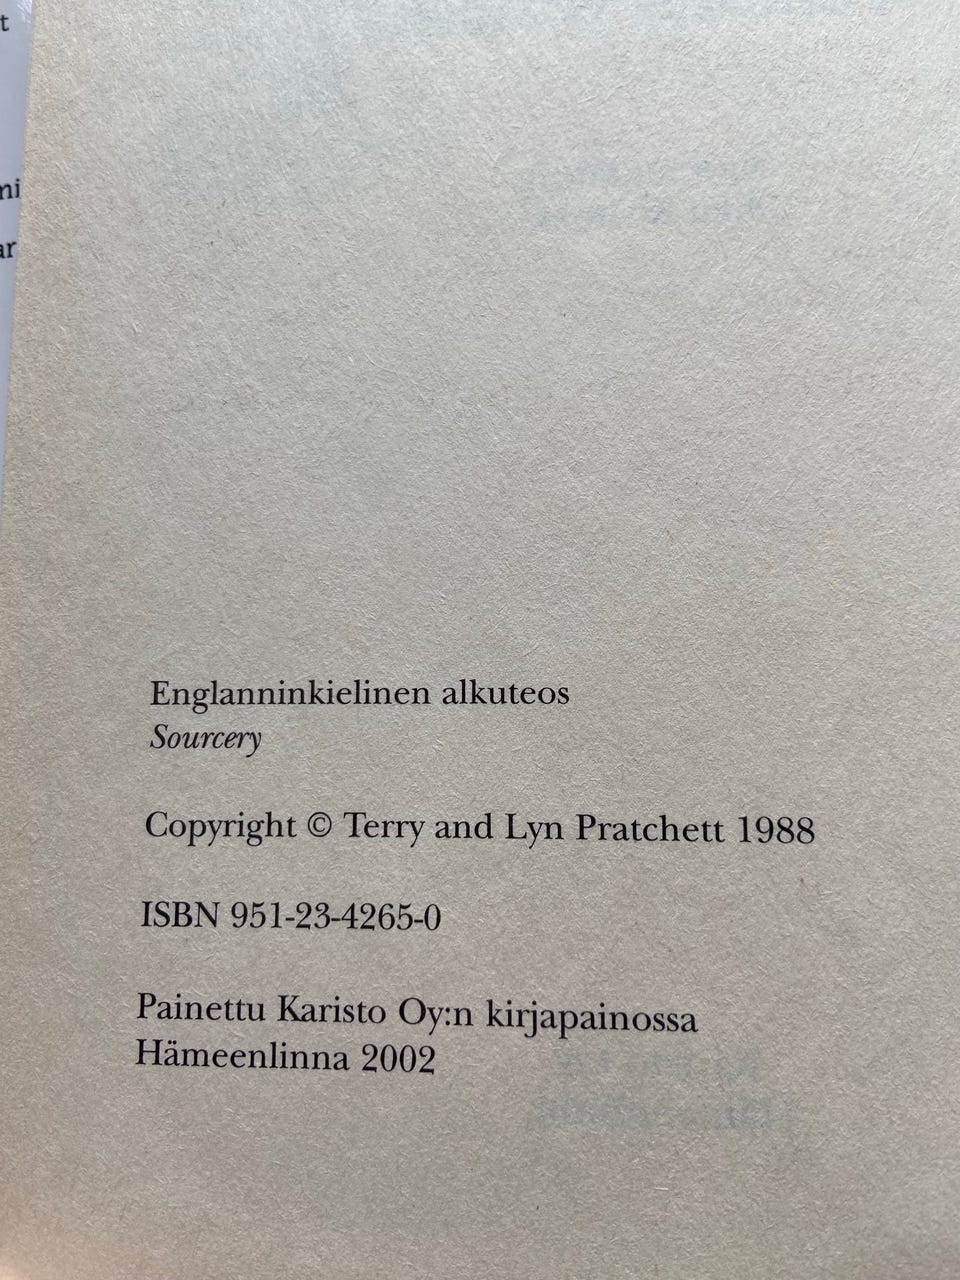 Englanninkielinen alkuteos
Sourcery
Copyright © Terry and Lyn Pratchett 1988
ISBN 951-23-4265-0
Painettu Karisto Oy:n kirjapainossa
Hämeenlinna 2002